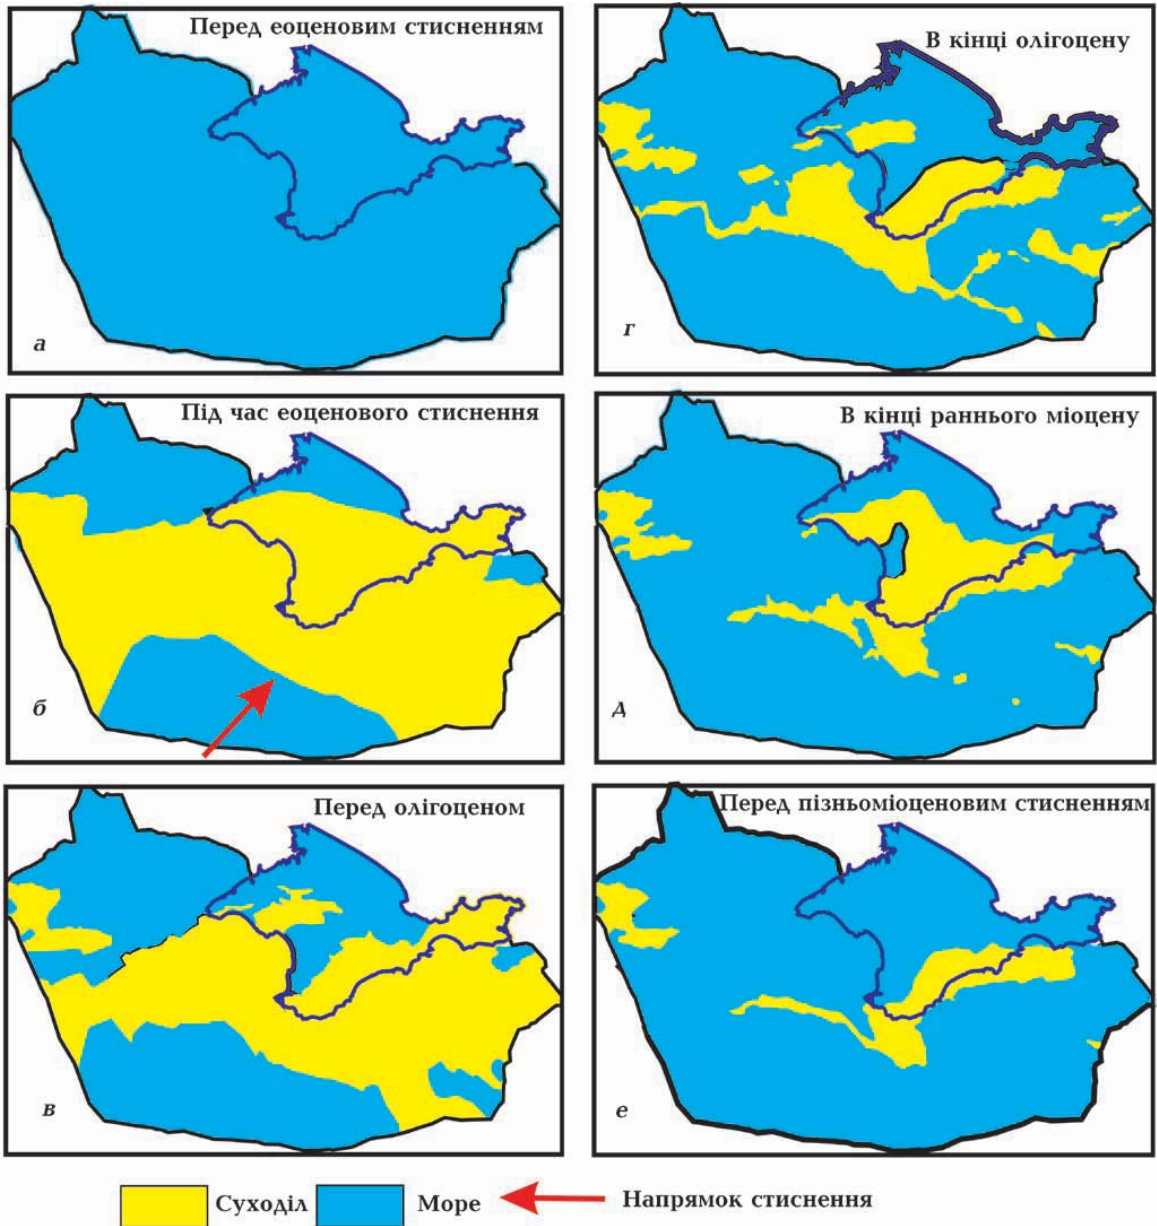 Перед еоценовим стисненням
а
Під час еоценового стиснення
б
Перед олігоценом
в
В кінці олігоцену
г
В кінці раннього міоцену
д
Перед пізньоміоценовим стисненням
е
Суходіл
Море
Напрямок стиснення